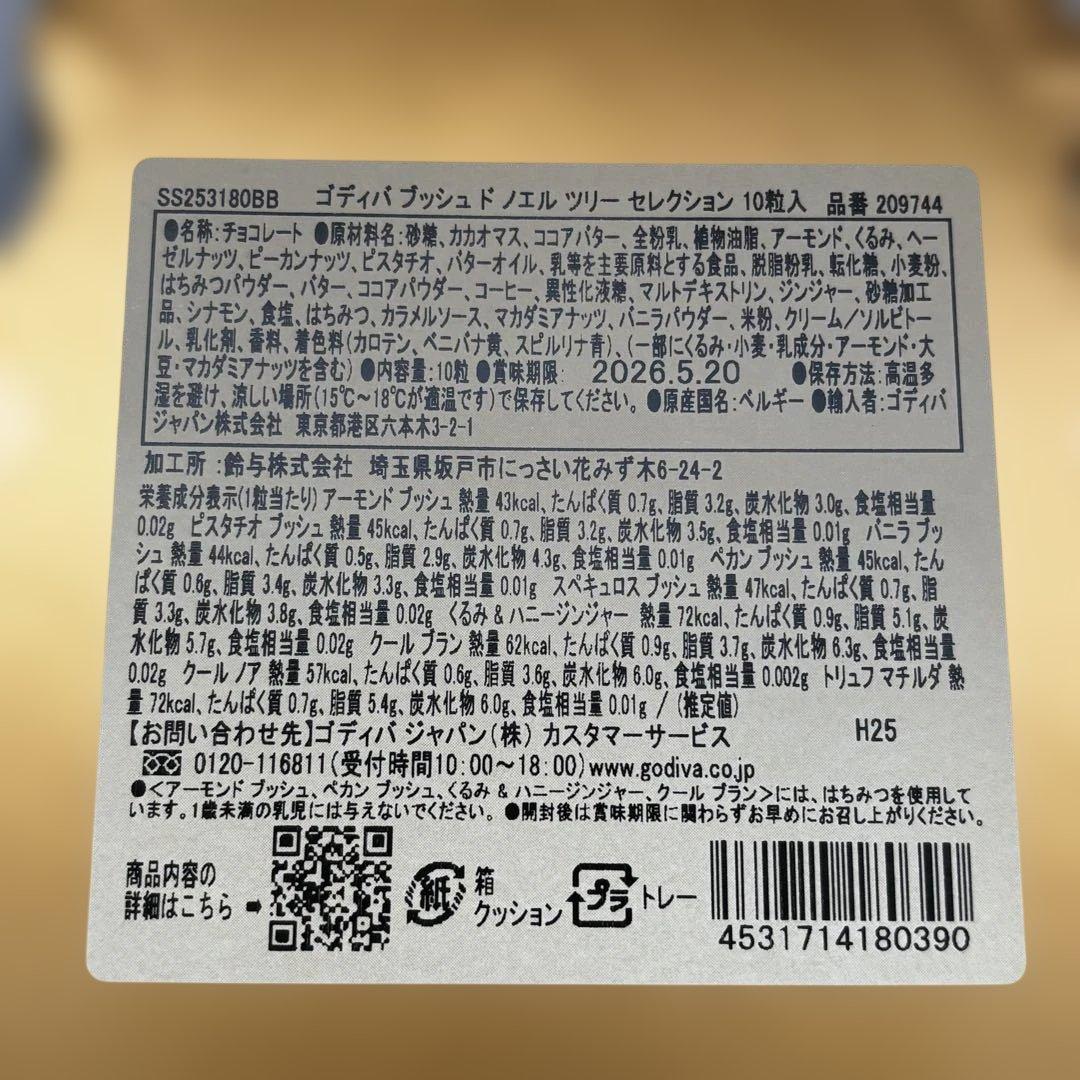 SS253180BB ゴディバ ブッシュ ド ノエル ツリー セレクション 10粒入 品番 209744
●名称:チョコレート ●原材料名:砂糖、カカオマス、ココアバター、全粉乳、植物油脂、アーモンド、くるみ、ヘー
ゼルナッツ、ピーカンナッツ、ピスタチオ、バターオイル、乳等を主要原料とする食品、脱脂粉乳、転化糖、小麦粉、
はちみつパウダー、バター、ココアパウダー、コーヒー、異性化液糖、マルトデキストリン、ジンジャー、砂糖加工
品、シナモン、食塩、はちみつ、カラメルソース、マカダミアナッツ、バニラパウダー、米粉、クリーム／ソルビトー
ル、乳化剤、香料、着色料(カロテン、ベニバナ黄、スピルリナ青)、(一部にくるみ・小麦・乳成分・アーモンド・大
豆・マカダミアナッツを含む) ●内容量:10粒 ●賞味期限: 2026.5.20 ●保存方法:高温多
湿を避け、涼しい場所(15℃～18℃が適温です)で保存してください。 ●原産国名:ベルギー ●輸入者:ゴディバ
ジャパン株式会社 東京都港区六本木3-2-1
加工所 :鈴与株式会社 埼玉県坂戸市にっさい花みず木6-24-2
栄養成分表示(1粒当たり) アーモンド ブッシュ 熱量 43kcal、たんぱく質 0.7g、脂質 3.2g、炭水化物 3.0g、食塩相当量
0.02g ピスタチオ ブッシュ 熱量 45kcal、たんぱく質 0.7g、脂質 3.2g、炭水化物 3.5g、食塩相当量 0.01g バニラ ブッ
シュ 熱量 44kcal、たんぱく質 0.5g、脂質 2.9g、炭水化物 4.3g、食塩相当量 0.01g ペカン ブッシュ 熱量 45kcal、たん
ぱく質 0.6g、脂質 3.4g、炭水化物 3.3g、食塩相当量 0.01g スペキュロス ブッシュ 熱量 47kcal、たんぱく質 0.7g、脂
質 3.3g、炭水化物 3.8g、食塩相当量 0.02g くるみ & ハニージンジャー 熱量 72kcal、たんぱく質 0.9g、脂質 5.1g、炭
水化物 5.7g、食塩相当量 0.02g クール ブラン 熱量 62kcal、たんぱく質 0.9g、脂質 3.7g、炭水化物 6.3g、食塩相当量
0.02g クール ノア 熱量 57kcal、たんぱく質 0.6g、脂質 3.6g、炭水化物 6.0g、食塩相当量 0.002g トリュフ マチルダ 熱
量 72kcal、たんぱく質 0.7g、脂質 5.4g、炭水化物 6.0g、食塩相当量 0.01g / (推定値)
【お問い合わせ先】ゴディバ ジャパン(株) カスタマーサービス H25
0120-116811(受付時間10:00～18:00)www.godiva.co.jp
●<アーモンド ブッシュ、ペカン ブッシュ、くるみ & ハニージンジャー、クール ブラン>には、はちみつを使用して
います。1歳未満の乳児には与えないでください。 ●開封後は賞味期限に関わらずお早めにお召し上がりください。
商品内容の
詳細はこちら ➡
紙 箱
クッション
プラ トレー
4531714180390